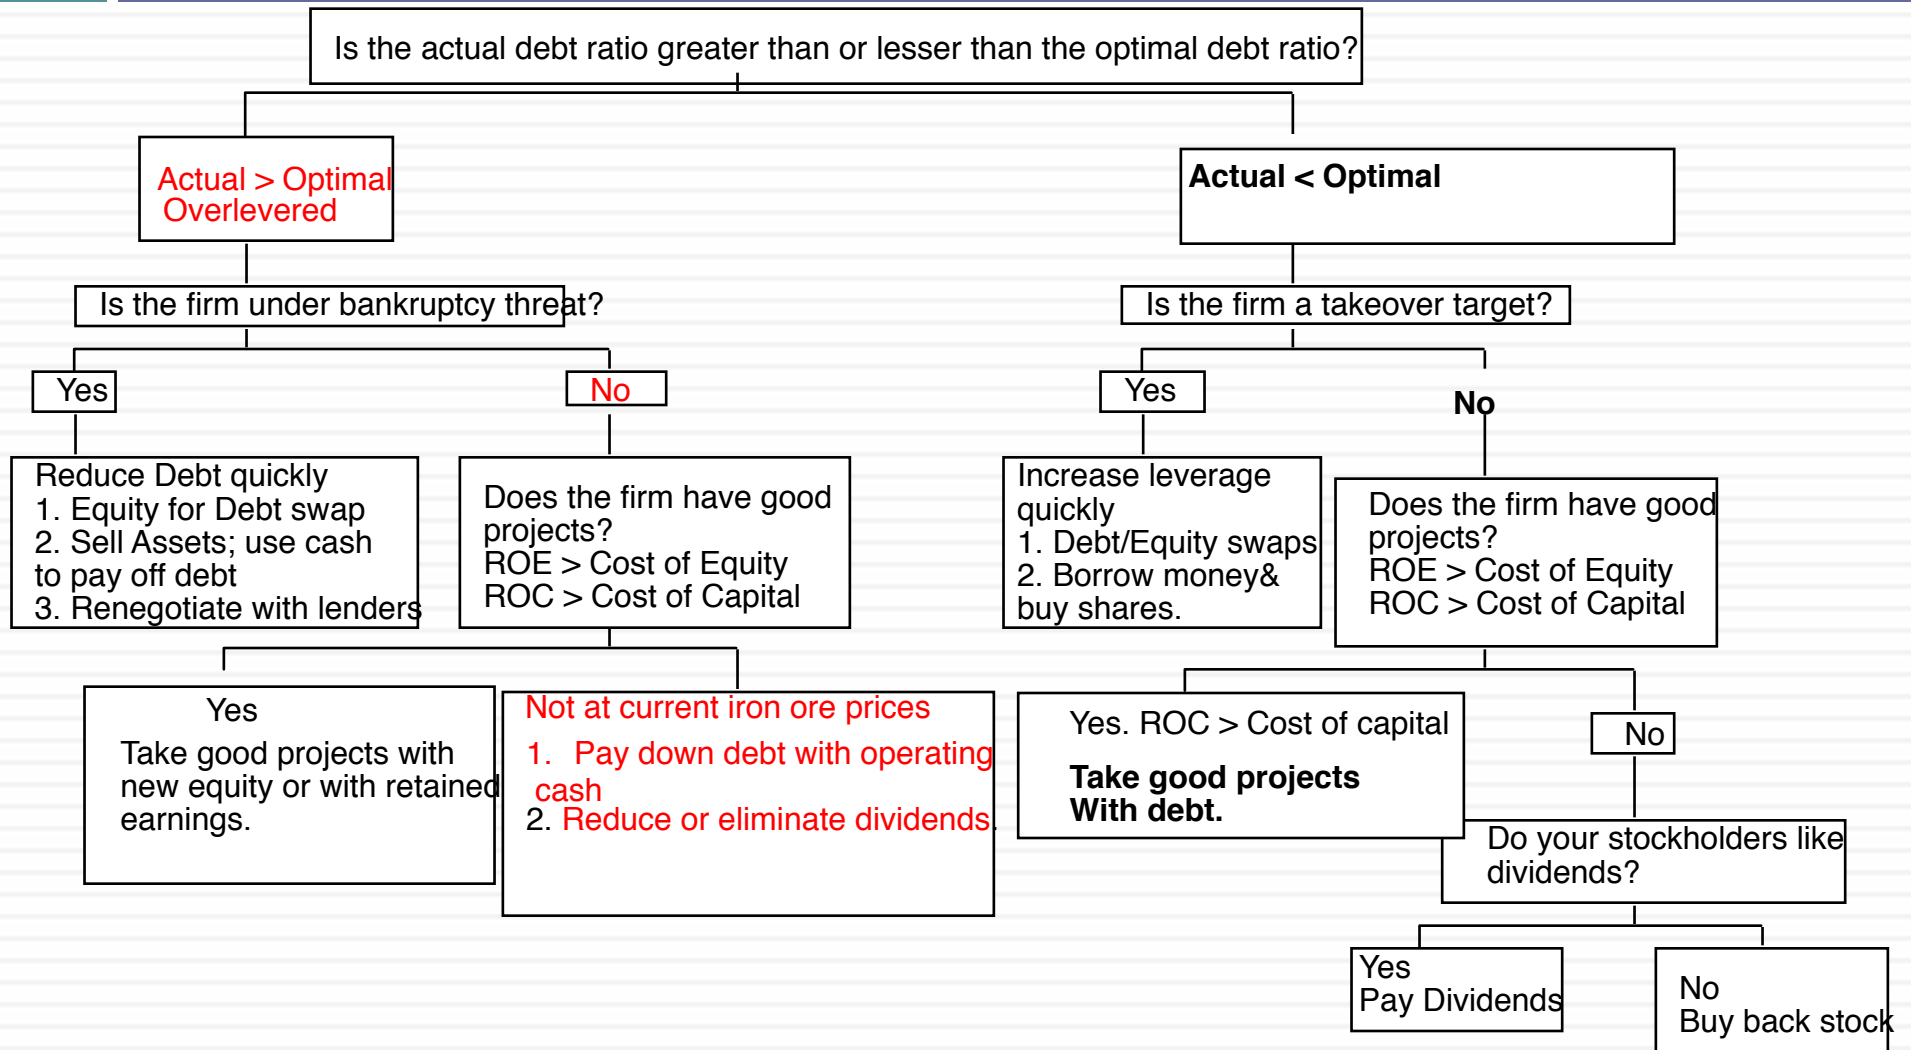 Is the actual debt ratio greater than or lesser than the optimal debt ratio?
Actual > Optimal
Overlevered
Actual < Optimal
Is the firm under bankruptcy threat?
Is the firm a takeover target?
Yes
No
Yes
No
Reduce Debt quickly
1. Equity for Debt swap
2. Sell Assets; use cash
to pay off debt
3. Renegotiate with lenders
Does the firm have good
projects?
ROE > Cost of Equity
ROC > Cost of Capital
Increase leverage
quickly
1. Debt/Equity swaps
2. Borrow money&
buy shares.
Does the firm have good
projects?
ROE > Cost of Equity
ROC > Cost of Capital
Yes
Take good projects with
new equity or with retained
earnings.
Not at current iron ore prices
1. Pay down debt with operating
cash
2. Reduce or eliminate dividends.
Yes. ROC > Cost of capital
Take good projects
With debt.
No
Do your stockholders like
dividends?
Yes
Pay Dividends
No
Buy back stock